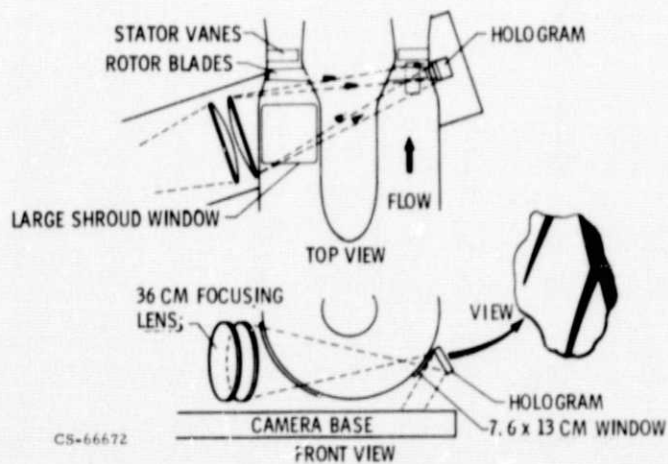 STATOR VANES
ROTOR BLADES
HOLOGRAM
LARGE SHROUD WINDOW
FLOW
TOP VIEW
36 CM FOCUSING
LENS;
VIEW
HOLOGRAM
7.6 x 13 CM WINDOW
CAMERA BASE
CS-66672
FRONT VIEW